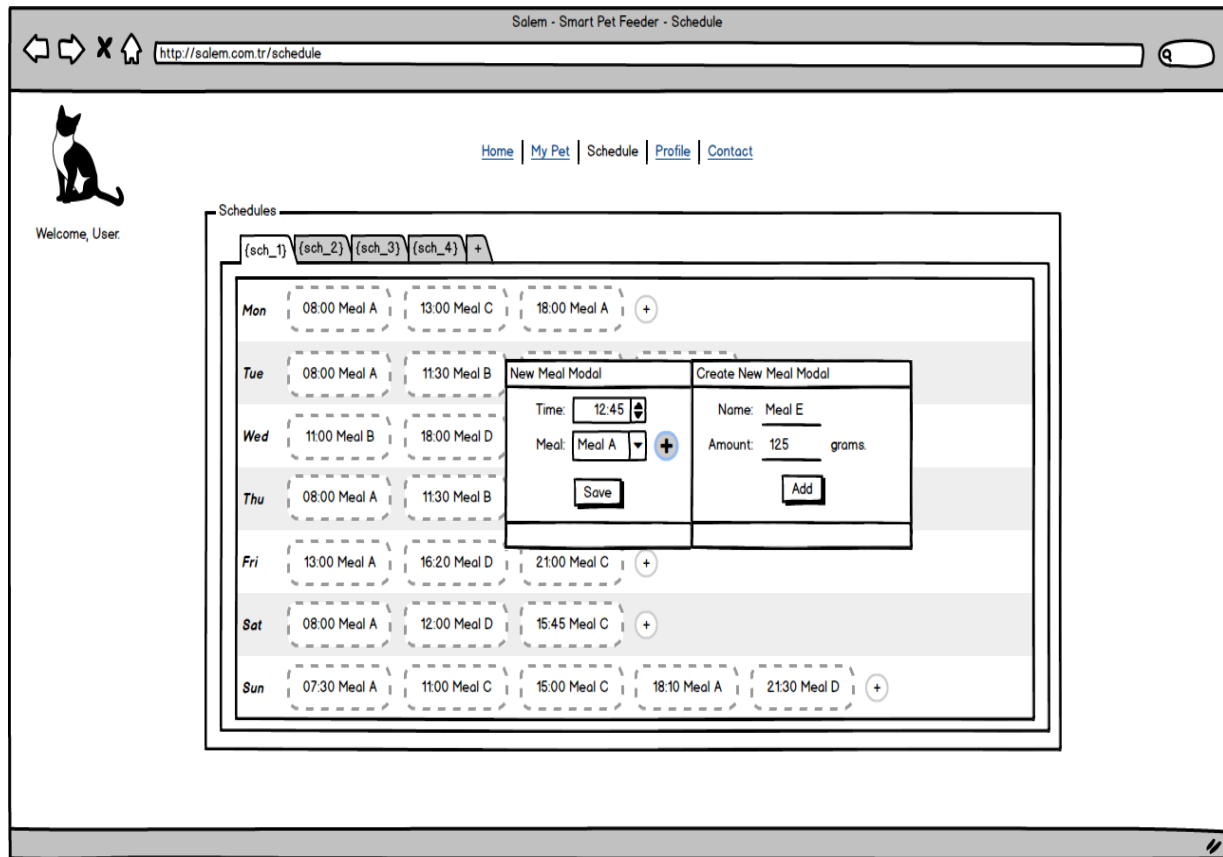 Salem - Smart Pet Feeder - Schedule
http://salem.com.tr/schedule
Home | My Pet | Schedule | Profile | Contact
Welcome, User.
Schedules
{sch_1} {sch_2} {sch_3} {sch_4} +
Mon 08:00 Meal A 13:00 Meal C 18:00 Meal A +
Tue 08:00 Meal A 11:30 Meal B
Wed 11:00 Meal B 18:00 Meal D
Thu 08:00 Meal A 11:30 Meal B
Fri 13:00 Meal A 16:20 Meal D 21:00 Meal C +
Sat 08:00 Meal A 12:00 Meal D 15:45 Meal C +
Sun 07:30 Meal A 11:00 Meal C 15:00 Meal C 18:10 Meal A 21:30 Meal D +
New Meal Modal
Time: 12:45
Meal: Meal A +
Save
Create New Meal Modal
Name: Meal E
Amount: 125 grams.
Add